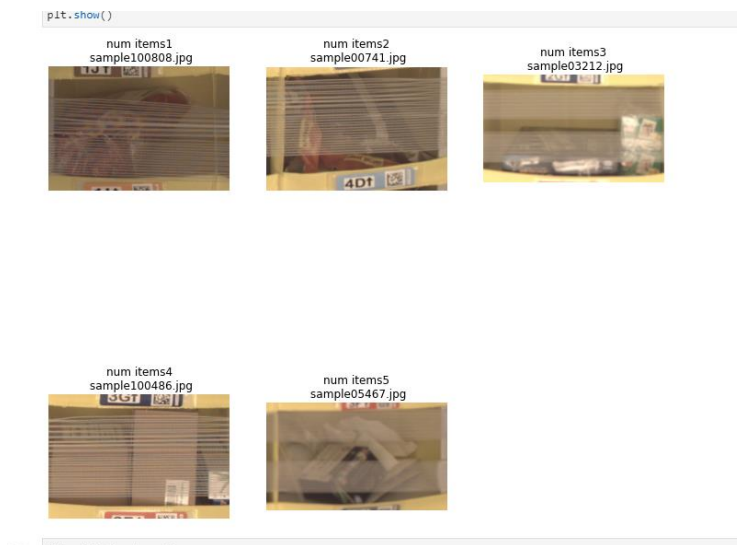 plt.show()
num items1
sample100808.jpg
num items2
sample00741.jpg
num items3
sample03212.jpg
4D↑
num items4
sample100486.jpg
num items5
sample05467.jpg
3G↑